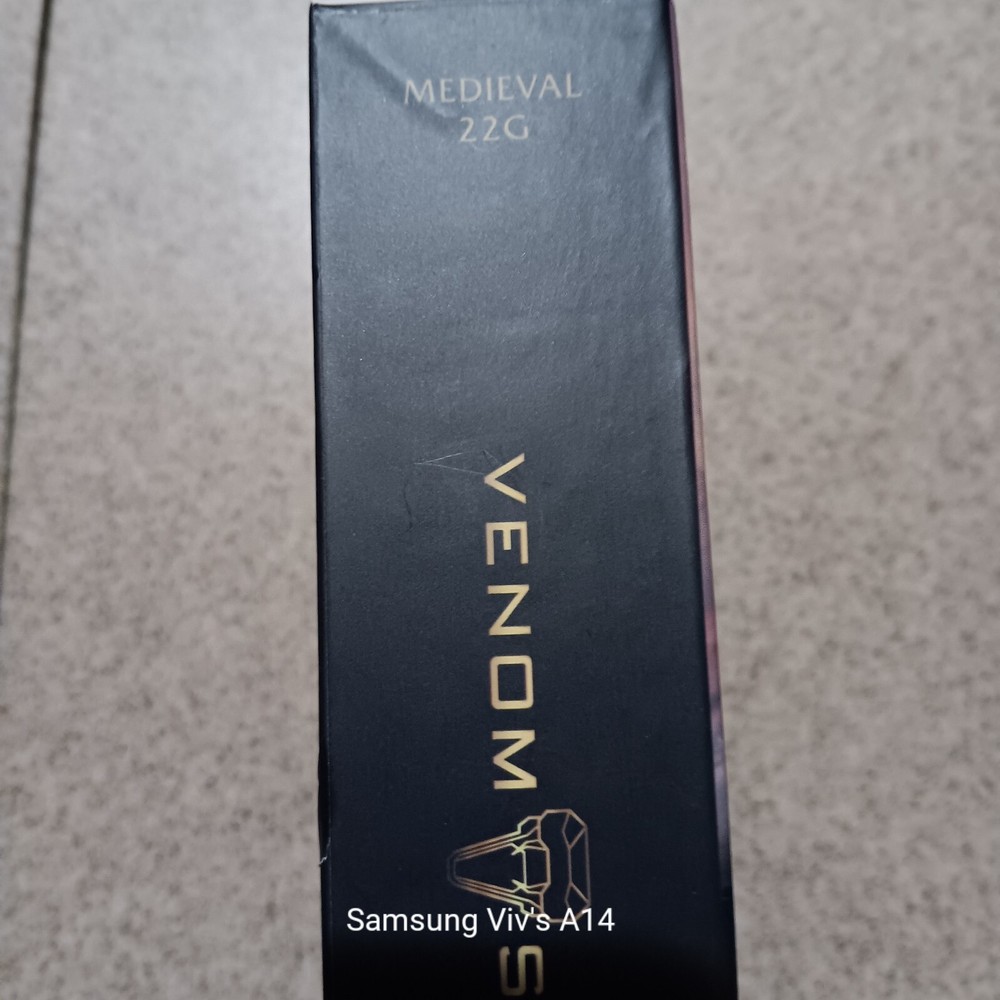 MEDIEVAL
22G
VENOM S
Samsung Viv's A14